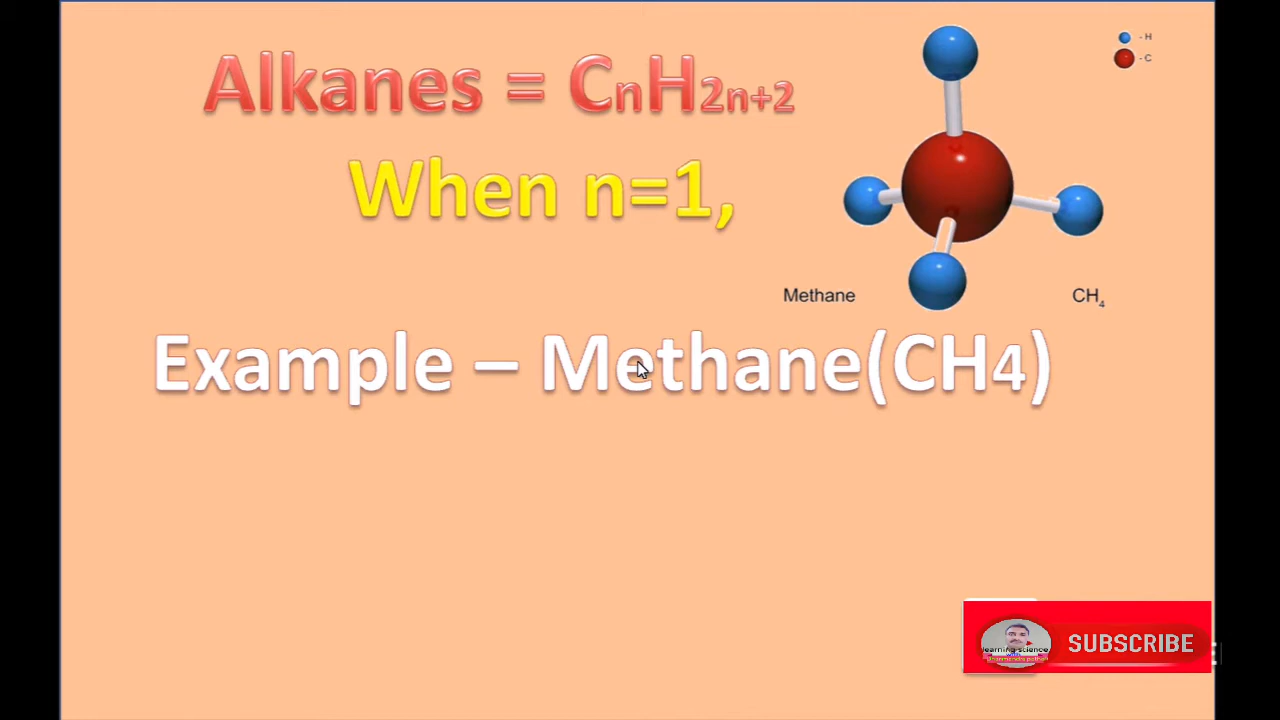 Alkanes = CnH2n+2
- H
- C
When n=1,
Methane
CH4
Example – Methane(CH4)
SUBSCRIBE
learning science